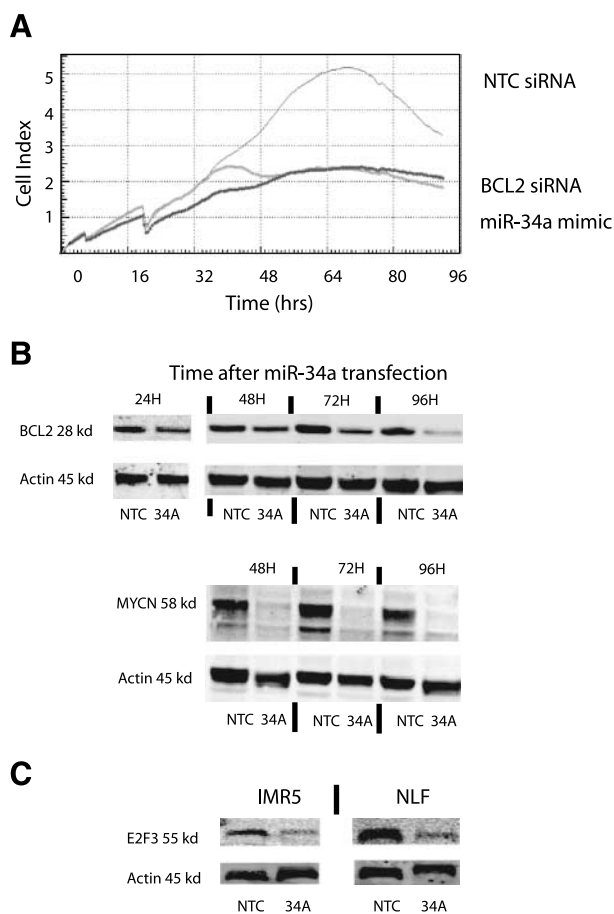 A
NTC siRNA
BCL2 siRNA
miR-34a mimic
Cell Index
5
4
3
2
1
0 16 32 48 64 80 96
Time (hrs)
B
Time after miR-34a transfection
24H 48H 72H 96H
BCL2 28 kd
Actin 45 kd
NTC 34A NTC 34A NTC 34A NTC 34A
48H 72H 96H
MYCN 58 kd
Actin 45 kd
NTC 34A NTC 34A NTC 34A
C
IMR5 NLF
E2F3 55 kd
Actin 45 kd
NTC 34A NTC 34A